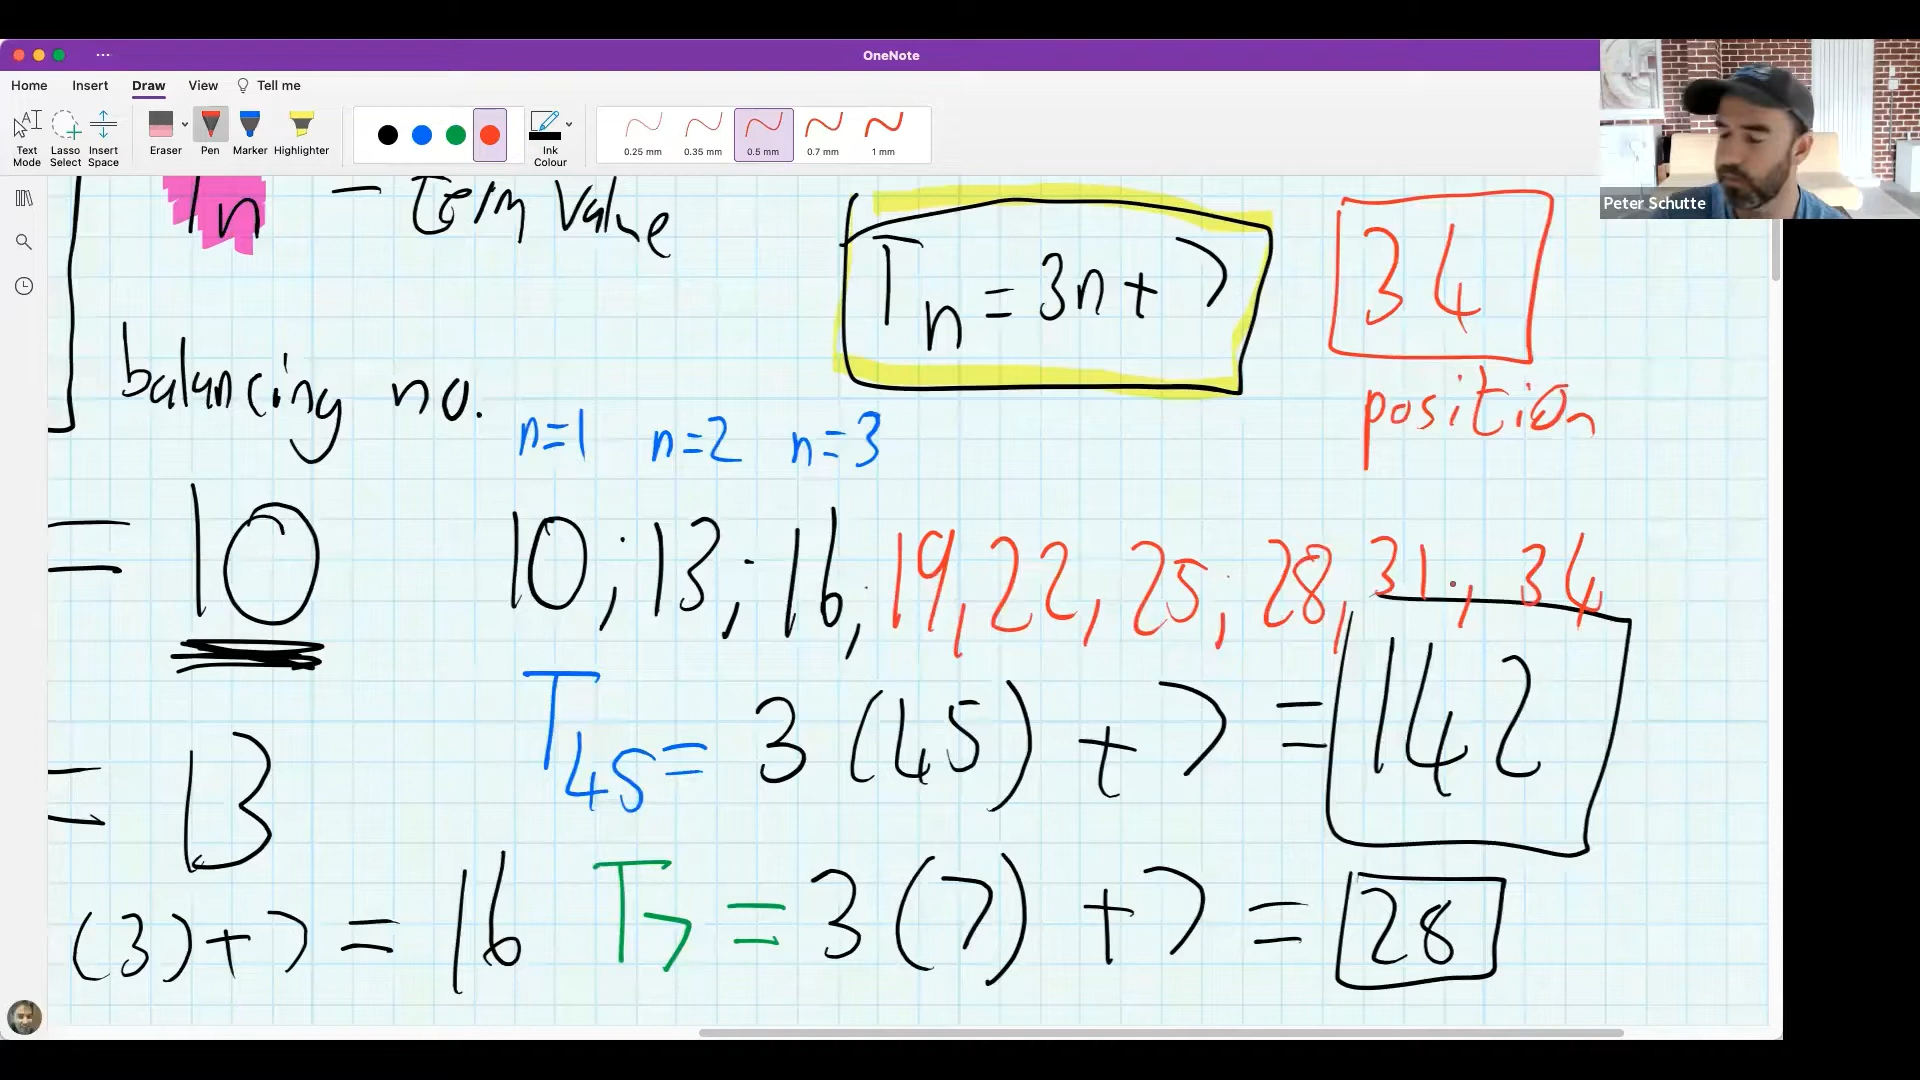 OneNote
Home Insert Draw View Tell me
Text Mode
Lasso Select
Insert Space
Eraser
Pen
Marker
Highlighter
Ink Colour
0.25 mm
0.35 mm
0.5 mm
0.7 mm
1 mm
Peter Schutte
Tn - Term Value
Tn = 3n + 7
34
position
balancing no.
n=1 n=2 n=3
= 10
10; 13; 16, 19, 22, 25, 28, 31, 34
T45 = 3(45) + 7 = 142
= 13
(3) + 7 = 16
T7 = 3(7) + 7 = 28